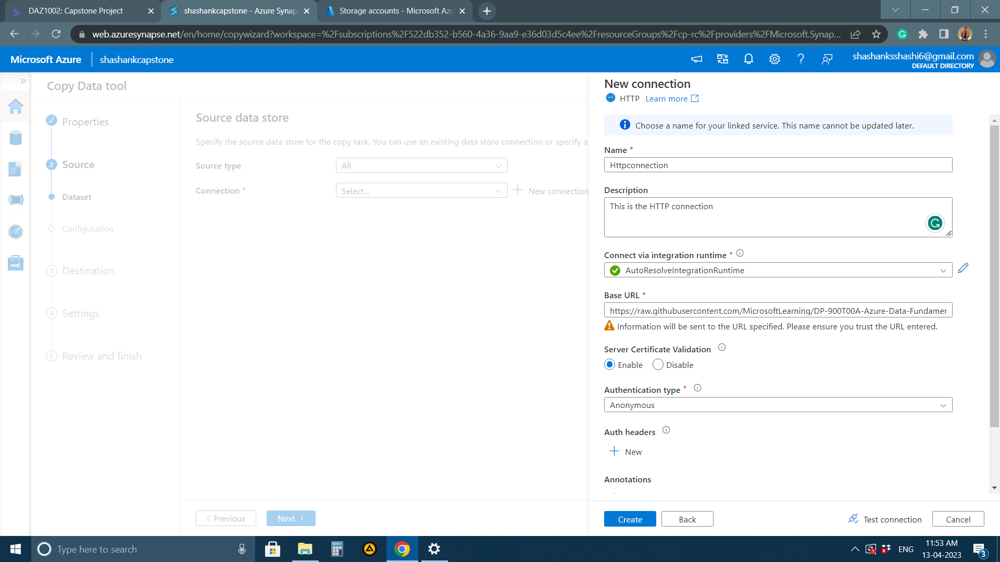 DAZ1002: Capstone Project
shashankcapstone - Azure Synap
Storage accounts - Microsoft Azu
web.azuresynapse.net/en/home/copywizard?workspace=%2Fsubscriptions%2F522db352-b560-4a36-9aa9-e36d03d5c4ee%2FresourceGroups%2Fcp-rc%2Fproviders%2FMicrosoft.Synap...
Microsoft Azure
shashankcapstone
shashanksshashi6@gmail.com
DEFAULT DIRECTORY
Copy Data tool
Properties
2 Source
Dataset
Configuration
3 Destination
4 Settings
5 Review and finish
Source data store
Specify the source data store for the copy task. You can use an existing data store connection or specify a
Source type
All
Connection *
Select...
New connection
Previous
Next
New connection
HTTP Learn more
Choose a name for your linked service. This name cannot be updated later.
Name *
Httpconnection
Description
This is the HTTP connection
Connect via integration runtime *
AutoResolveIntegrationRuntime
Base URL *
https://raw.githubusercontent.com/MicrosoftLearning/DP-900T00A-Azure-Data-Fundamer
Information will be sent to the URL specified. Please ensure you trust the URL entered.
Server Certificate Validation
Enable Disable
Authentication type *
Anonymous
Auth headers
New
Annotations
Create
Back
Test connection
Cancel
Type here to search
ENG
11:53 AM
13-04-2023
3